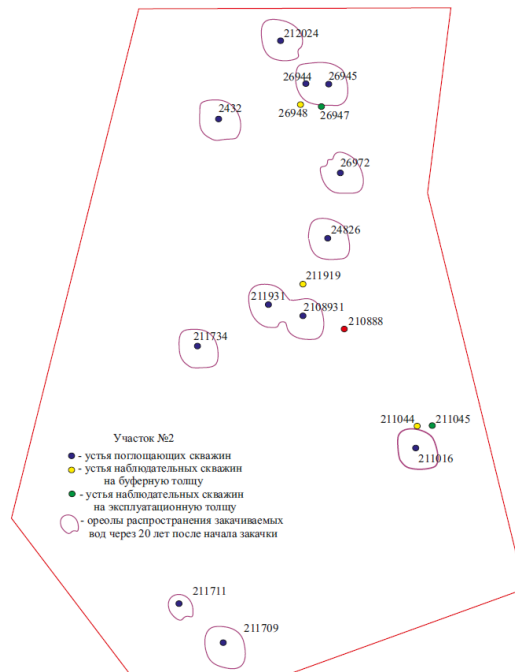 212024
26944 26945
2432
26948 26947
26972
24826
211919
211931 2108931
210888
211734
211044 211045
Участок №2
- устья поглощающих скважин
211016
- устья наблюдательных скважин
на буферную толщу
- устья наблюдательных скважин
на эксплуатационную толщу
- ореолы распространения закачиваемых
вод через 20 лет после начала закачки
211711
211709